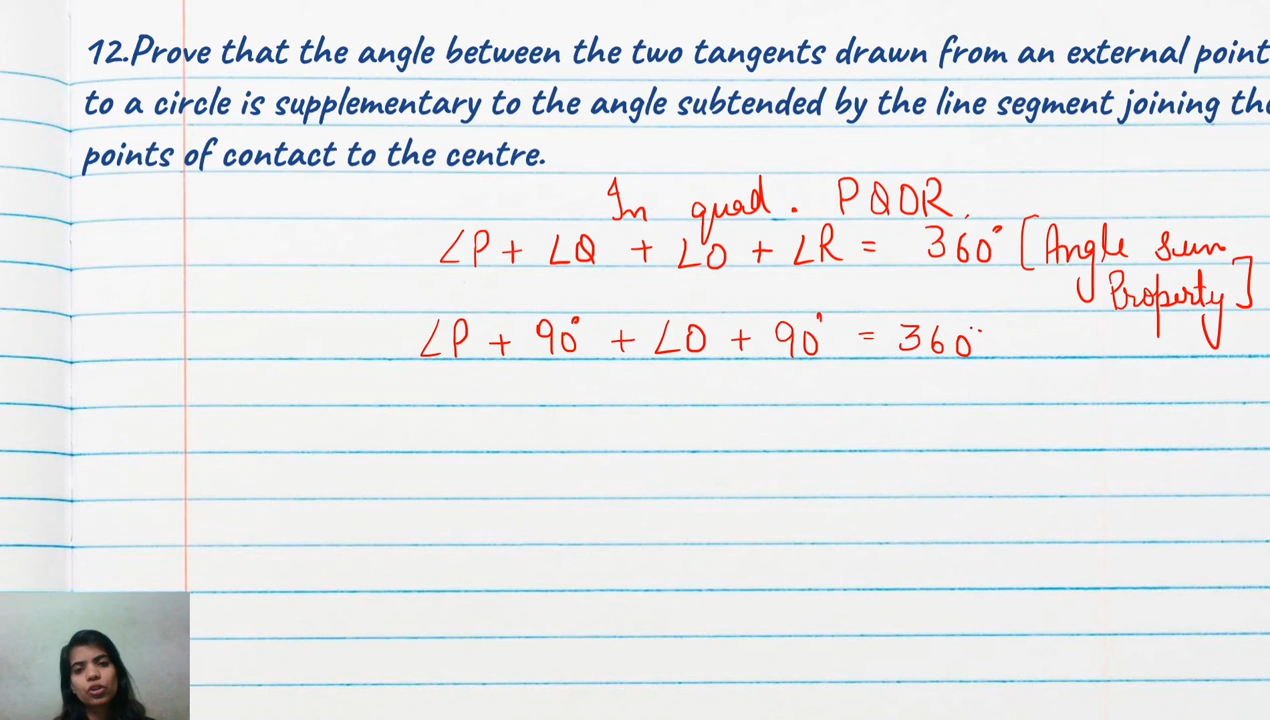 12.Prove that the angle between the two tangents drawn from an external point
to a circle is supplementary to the angle subtended by the line segment joining the
points of contact to the centre.
In quad. PQOR,
∠P + ∠Q + ∠O + ∠R = 360° [Angle Sum
Property]
∠P + 90° + ∠O + 90° = 360°